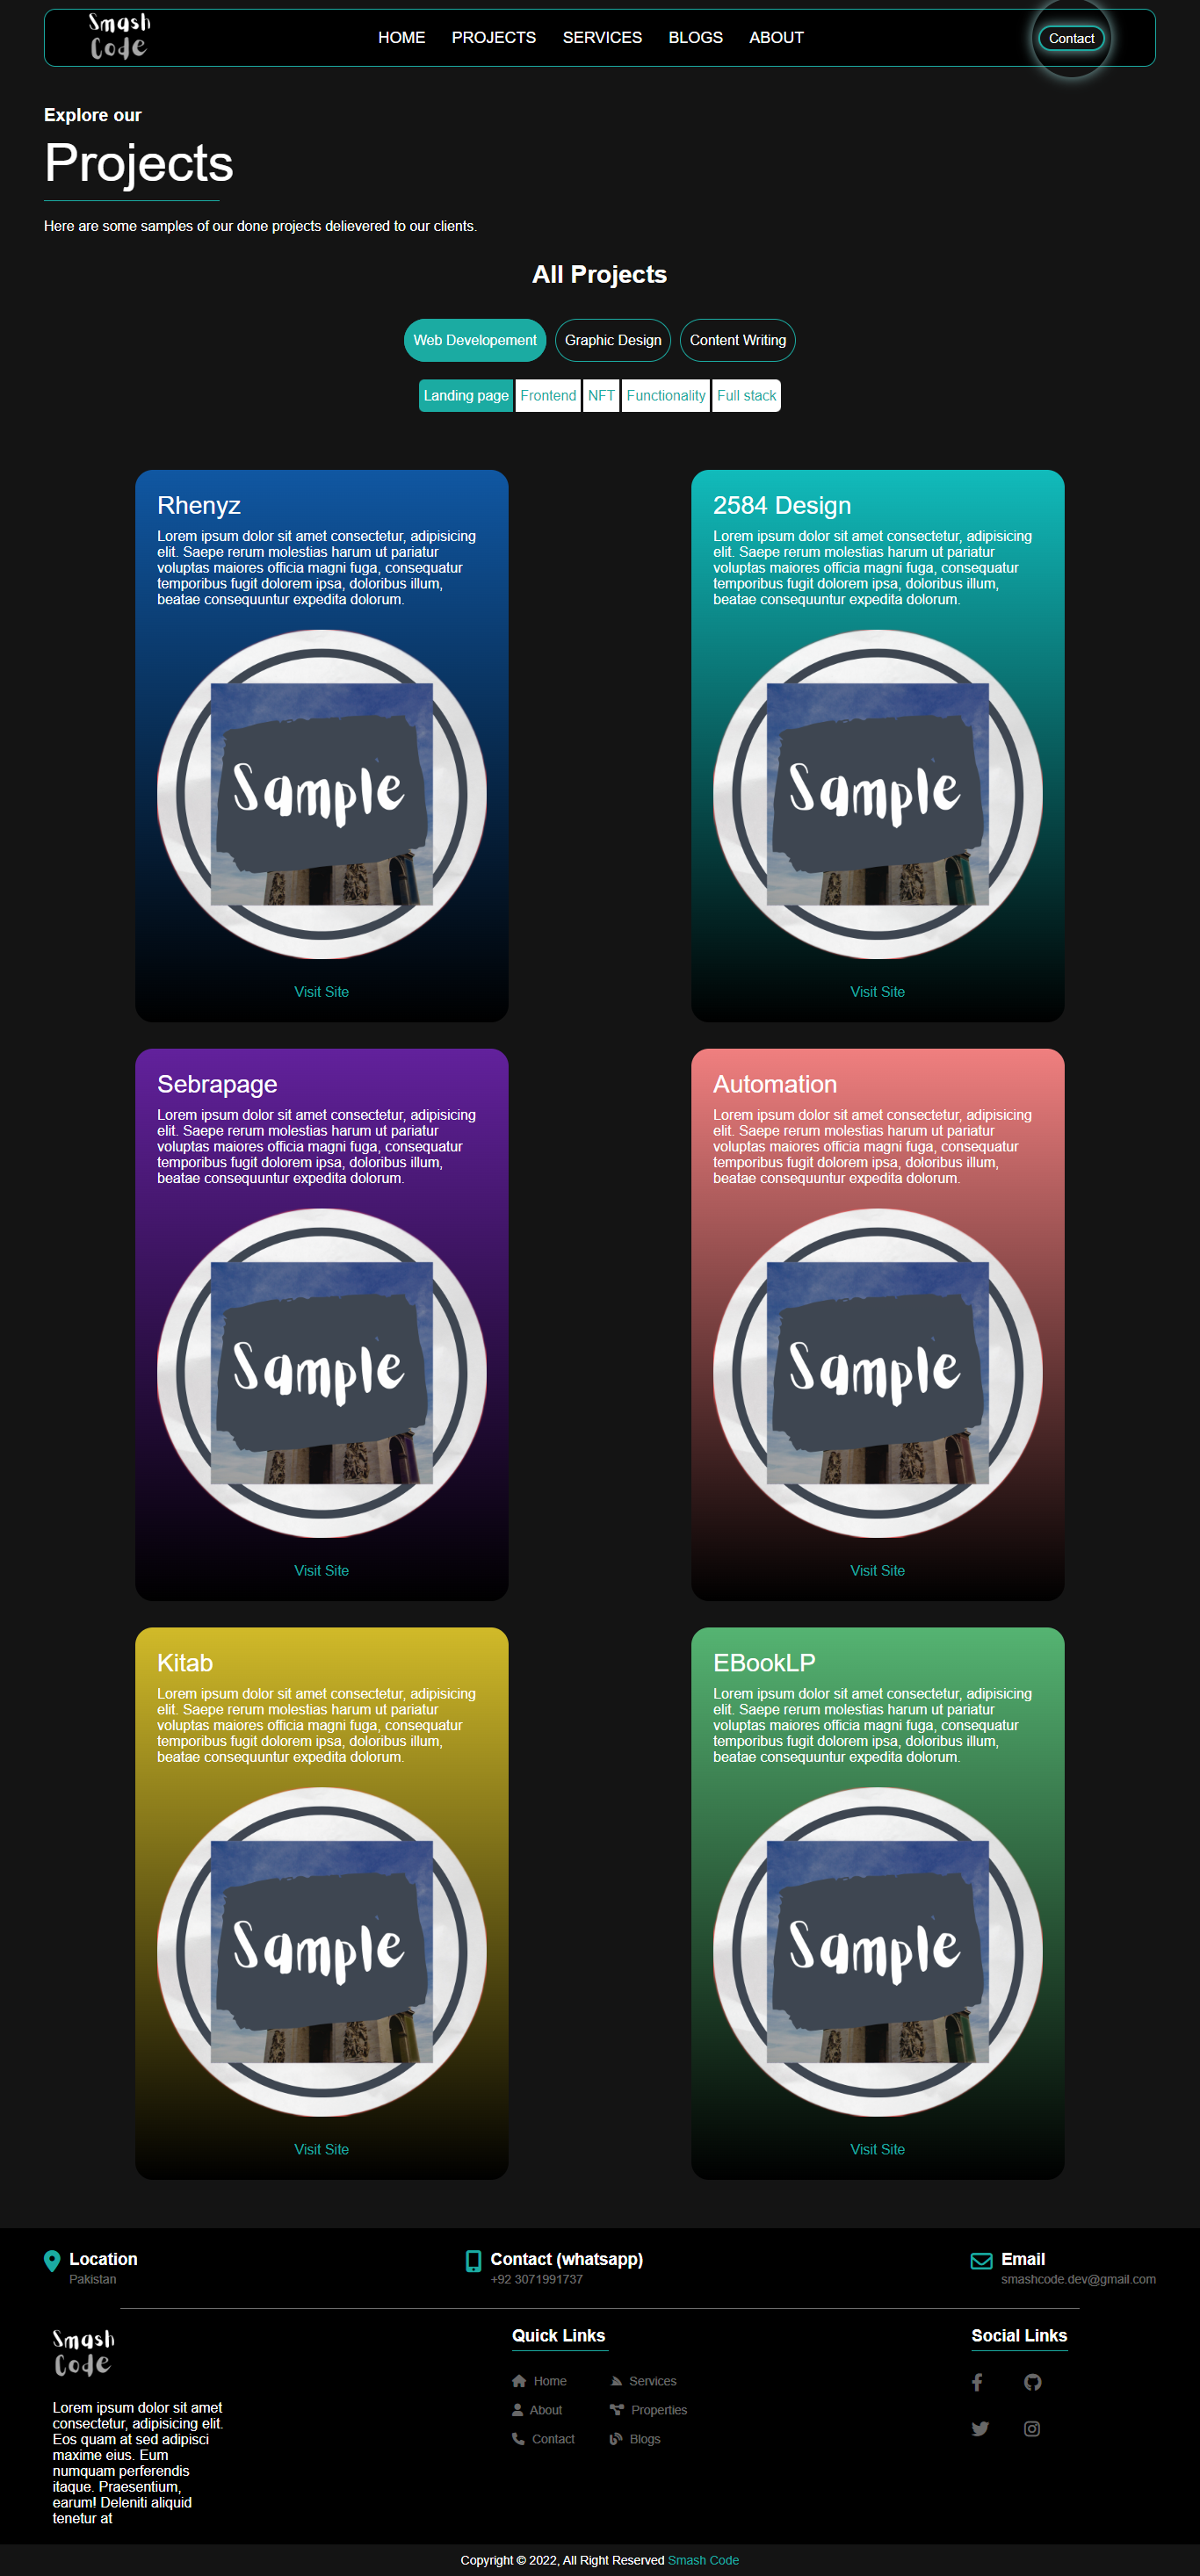 Smash
Code
HOME PROJECTS SERVICES BLOGS ABOUT
Contact
Explore our
Projects
Here are some samples of our done projects delievered to our clients.
All Projects
Web Developement Graphic Design Content Writing
Landing page Frontend NFT Functionality Full stack
Rhenyz
Lorem ipsum dolor sit amet consectetur, adipisicing
elit. Saepe rerum molestias harum ut pariatur
voluptas maiores officia magni fuga, consequatur
temporibus fugit dolorem ipsa, doloribus illum,
beatae consequuntur expedita dolorum.
Sample
Visit Site
2584 Design
Lorem ipsum dolor sit amet consectetur, adipisicing
elit. Saepe rerum molestias harum ut pariatur
voluptas maiores officia magni fuga, consequatur
temporibus fugit dolorem ipsa, doloribus illum,
beatae consequuntur expedita dolorum.
Sample
Visit Site
Sebrapage
Lorem ipsum dolor sit amet consectetur, adipisicing
elit. Saepe rerum molestias harum ut pariatur
voluptas maiores officia magni fuga, consequatur
temporibus fugit dolorem ipsa, doloribus illum,
beatae consequuntur expedita dolorum.
Sample
Visit Site
Automation
Lorem ipsum dolor sit amet consectetur, adipisicing
elit. Saepe rerum molestias harum ut pariatur
voluptas maiores officia magni fuga, consequatur
temporibus fugit dolorem ipsa, doloribus illum,
beatae consequuntur expedita dolorum.
Sample
Visit Site
Kitab
Lorem ipsum dolor sit amet consectetur, adipisicing
elit. Saepe rerum molestias harum ut pariatur
voluptas maiores officia magni fuga, consequatur
temporibus fugit dolorem ipsa, doloribus illum,
beatae consequuntur expedita dolorum.
Sample
Visit Site
EBookLP
Lorem ipsum dolor sit amet consectetur, adipisicing
elit. Saepe rerum molestias harum ut pariatur
voluptas maiores officia magni fuga, consequatur
temporibus fugit dolorem ipsa, doloribus illum,
beatae consequuntur expedita dolorum.
Sample
Visit Site
Location
Pakistan
Contact (whatsapp)
+92 3071991737
Email
smashcode.dev@gmail.com
Smash
Code
Lorem ipsum dolor sit amet
consectetur, adipisicing elit.
Eos quam at sed adipisci
maxime eius. Eum
numquam perferendis
itaque. Praesentium,
earum! Deleniti aliquid
tenetur at
Quick Links
Home Services
About Properties
Contact Blogs
Social Links
Copyright © 2022, All Right Reserved Smash Code